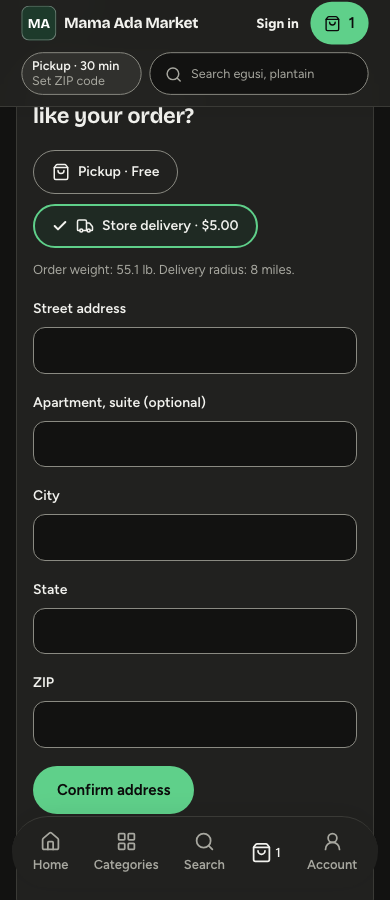 MA
Mama Ada Market
Sign in
1
Pickup · 30 min
Set ZIP code
Search egusi, plantain
like your order?
Pickup · Free
Store delivery · $5.00
Order weight: 55.1 lb. Delivery radius: 8 miles.
Street address
Apartment, suite (optional)
City
State
ZIP
Confirm address
Home
Categories
Search
1
Account